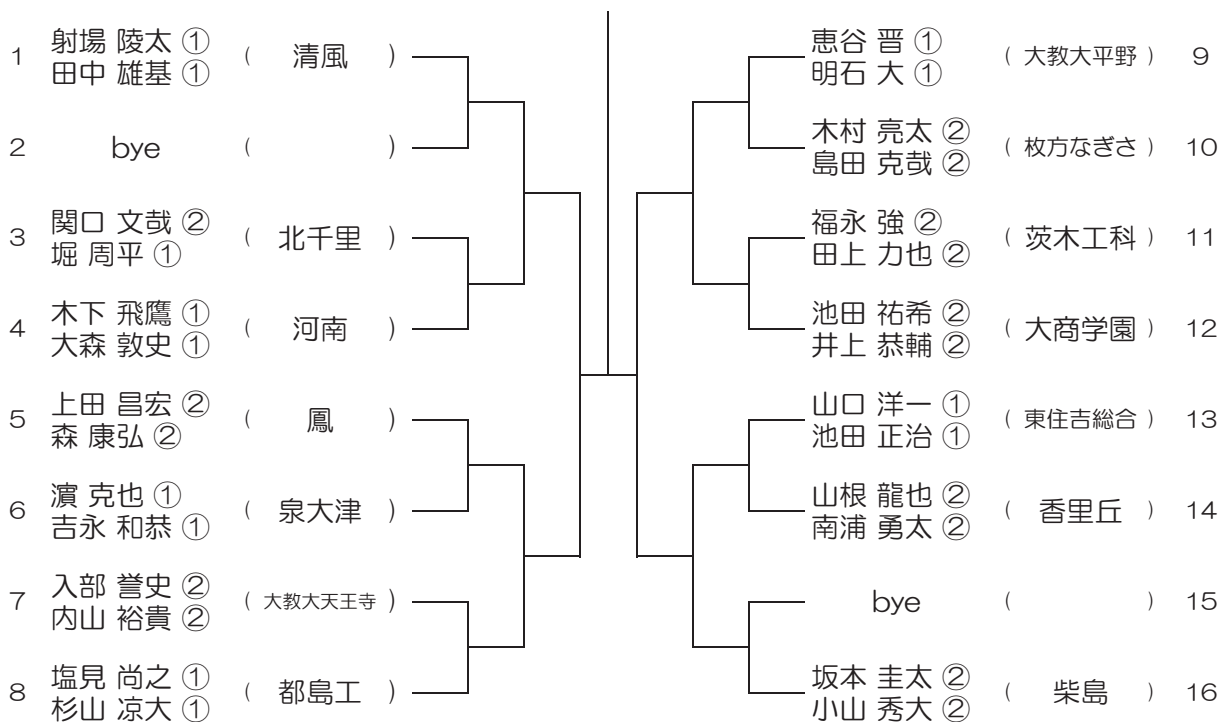 1 射場 陵太 ① ( 清風 )
田中 雄基 ①
2 bye ( )
3 関口 文哉 ② ( 北千里 )
堀 周平 ①
4 木下 飛鷹 ① ( 河南 )
大森 敦史 ①
5 上田 昌宏 ② ( 鳳 )
森 康弘 ②
6 濵 克也 ① ( 泉大津 )
吉永 和恭 ①
7 入部 誉史 ② ( 大教大天王寺 )
内山 裕貴 ②
8 塩見 尚之 ① ( 都島工 )
杉山 凉大 ①
恵谷 晋 ① ( 大教大平野 ) 9
明石 大 ①
木村 亮太 ② ( 枚方なぎさ ) 10
島田 克哉 ②
福永 強 ② ( 茨木工科 ) 11
田上 力也 ②
池田 祐希 ② ( 大商学園 ) 12
井上 恭輔 ②
山口 洋一 ① ( 東住吉総合 ) 13
池田 正治 ①
山根 龍也 ② ( 香里丘 ) 14
南浦 勇太 ②
bye ( ) 15
坂本 圭太 ② ( 柴島 ) 16
小山 秀大 ②